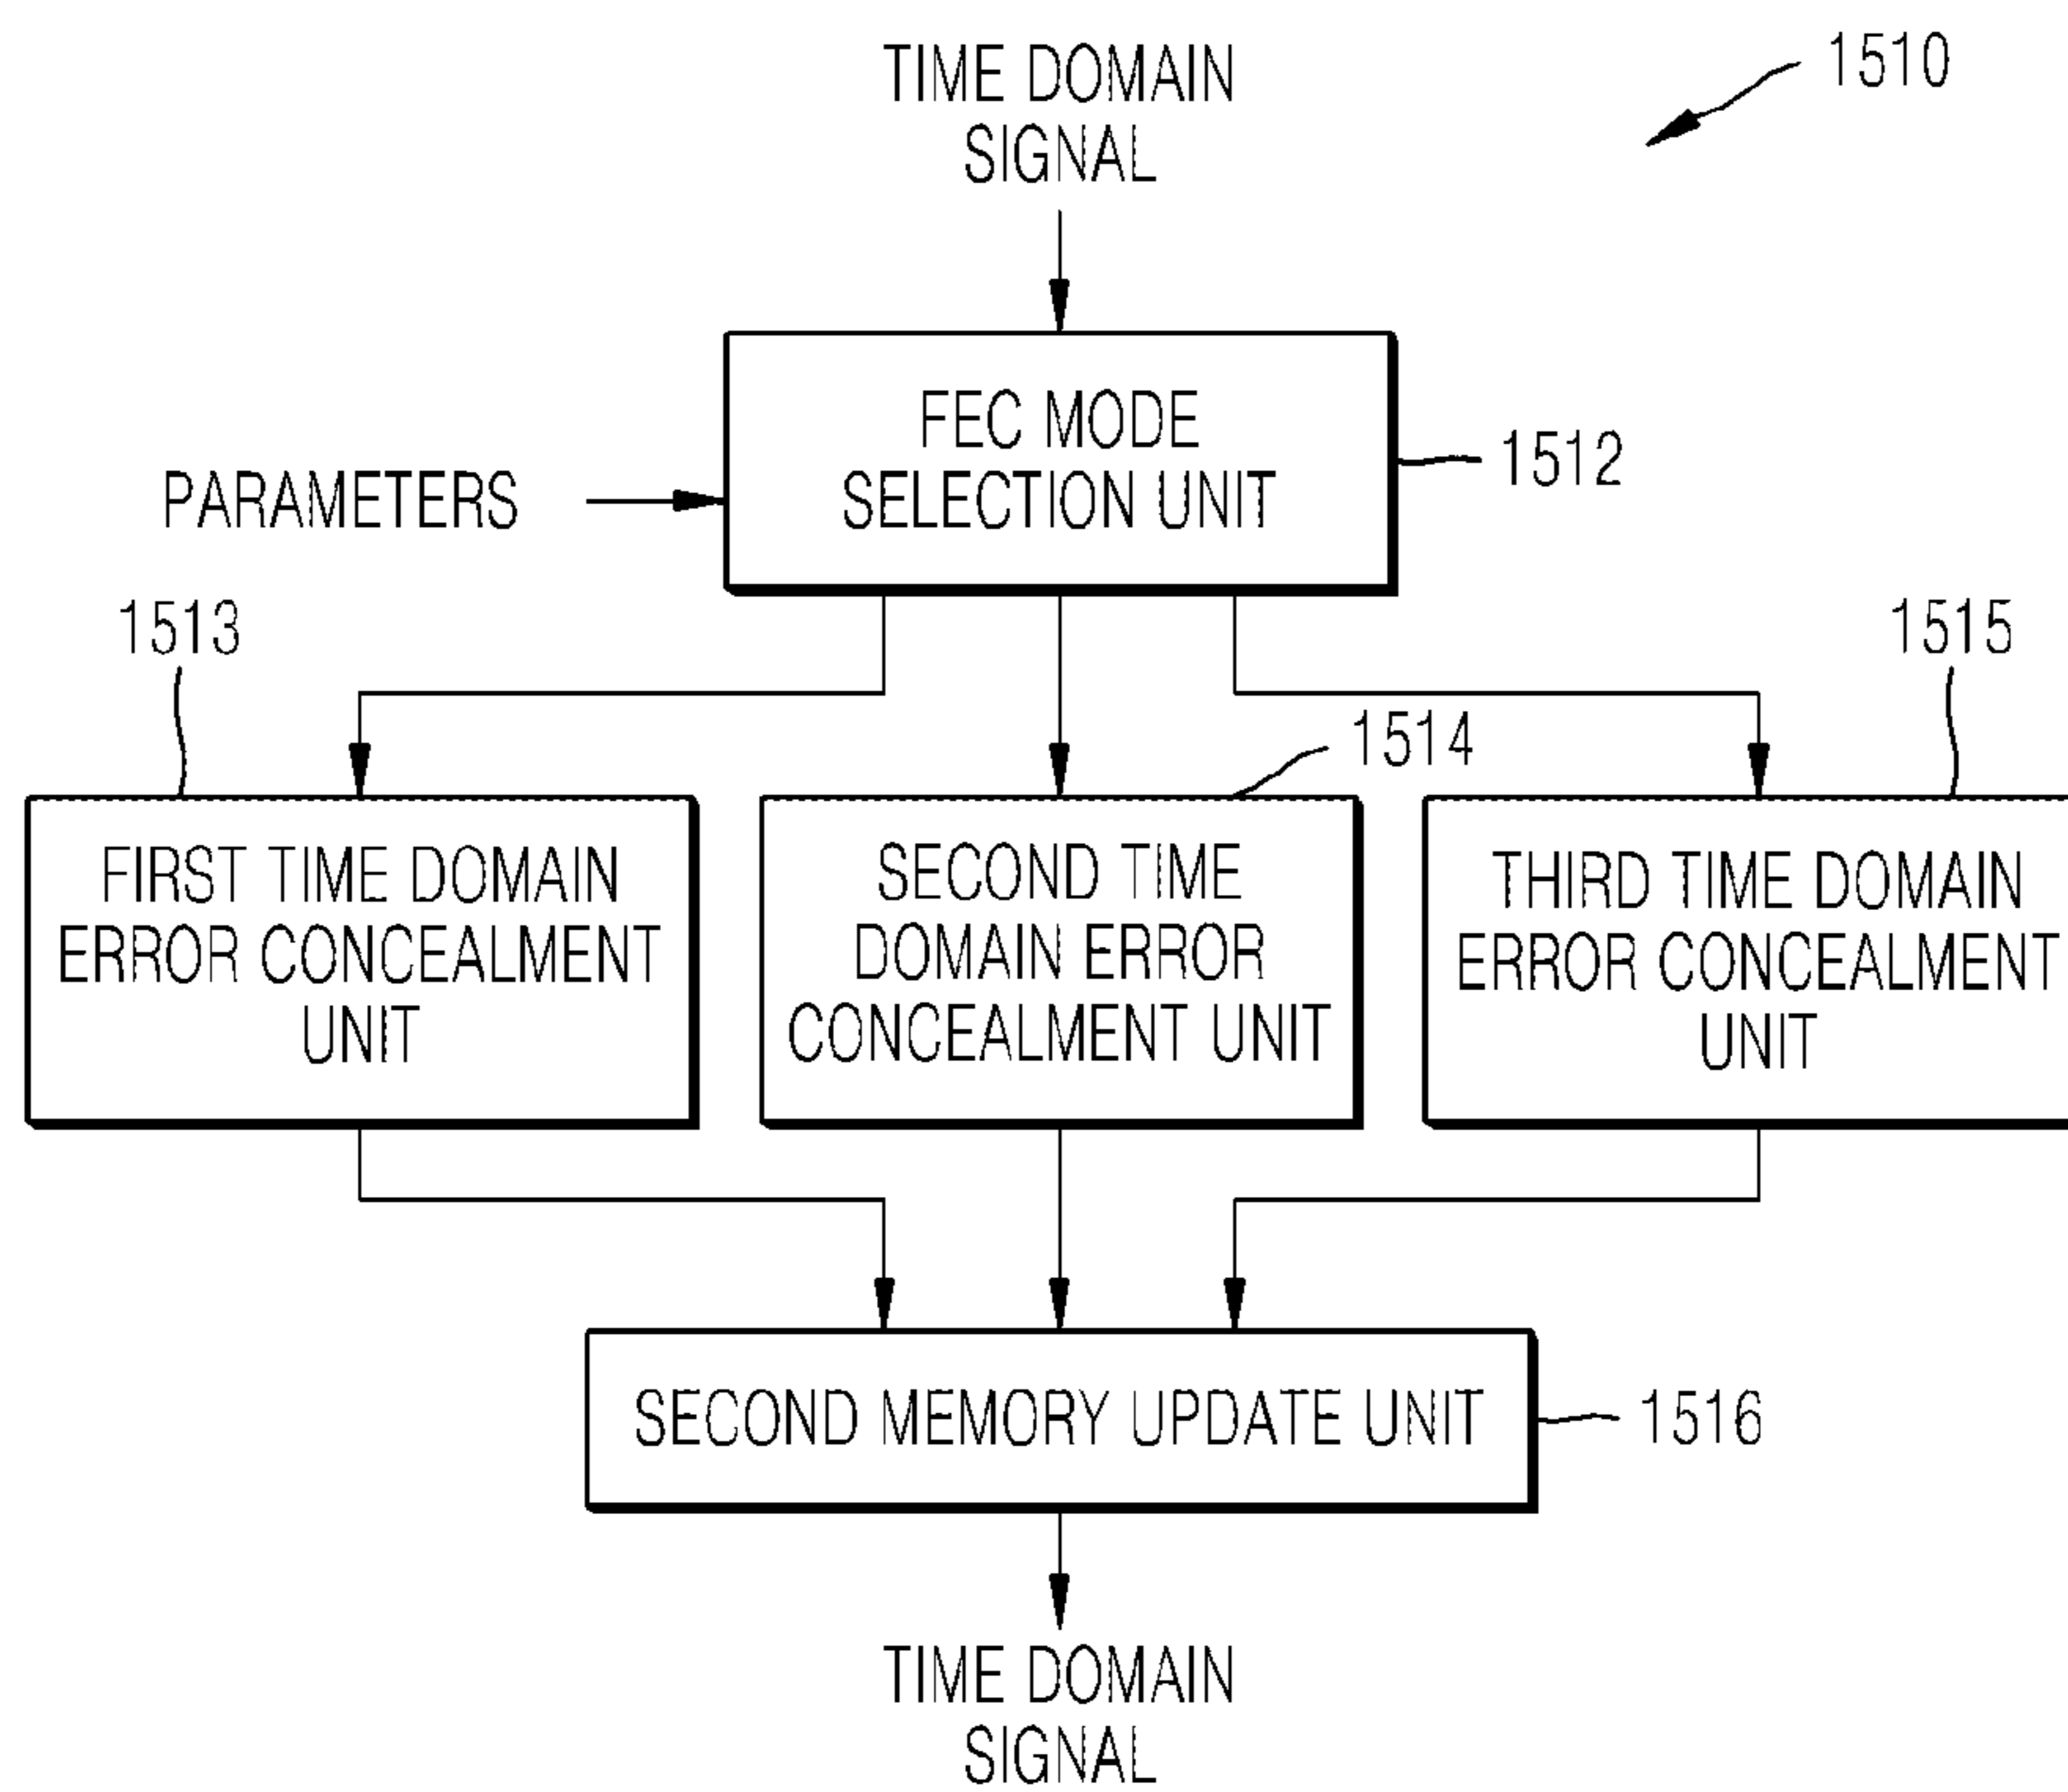 TIME DOMAIN
SIGNAL
1510
FEC MODE
SELECTION UNIT
1512
PARAMETERS
1513
1515
1514
FIRST TIME DOMAIN
ERROR CONCEALMENT
UNIT
SECOND TIME
DOMAIN ERROR
CONCEALMENT UNIT
THIRD TIME DOMAIN
ERROR CONCEALMENT
UNIT
SECOND MEMORY UPDATE UNIT
1516
TIME DOMAIN
SIGNAL